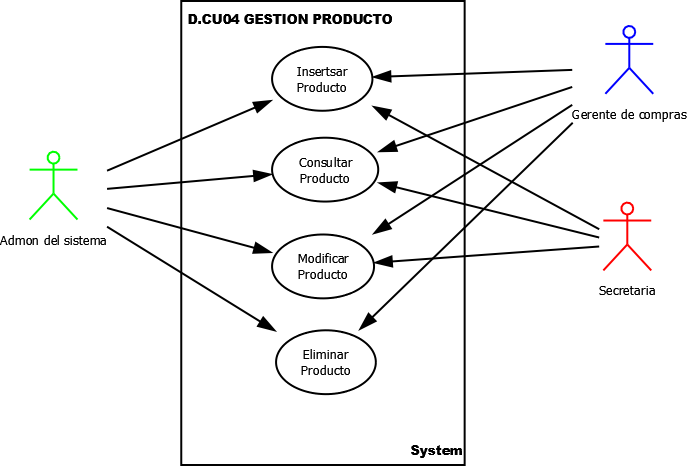 D.CU04 GESTION PRODUCTO
Insertsar
Producto
Gerente de compras
Consultar
Producto
Admon del sistema
Modificar
Producto
Secretaria
Eliminar
Producto
System